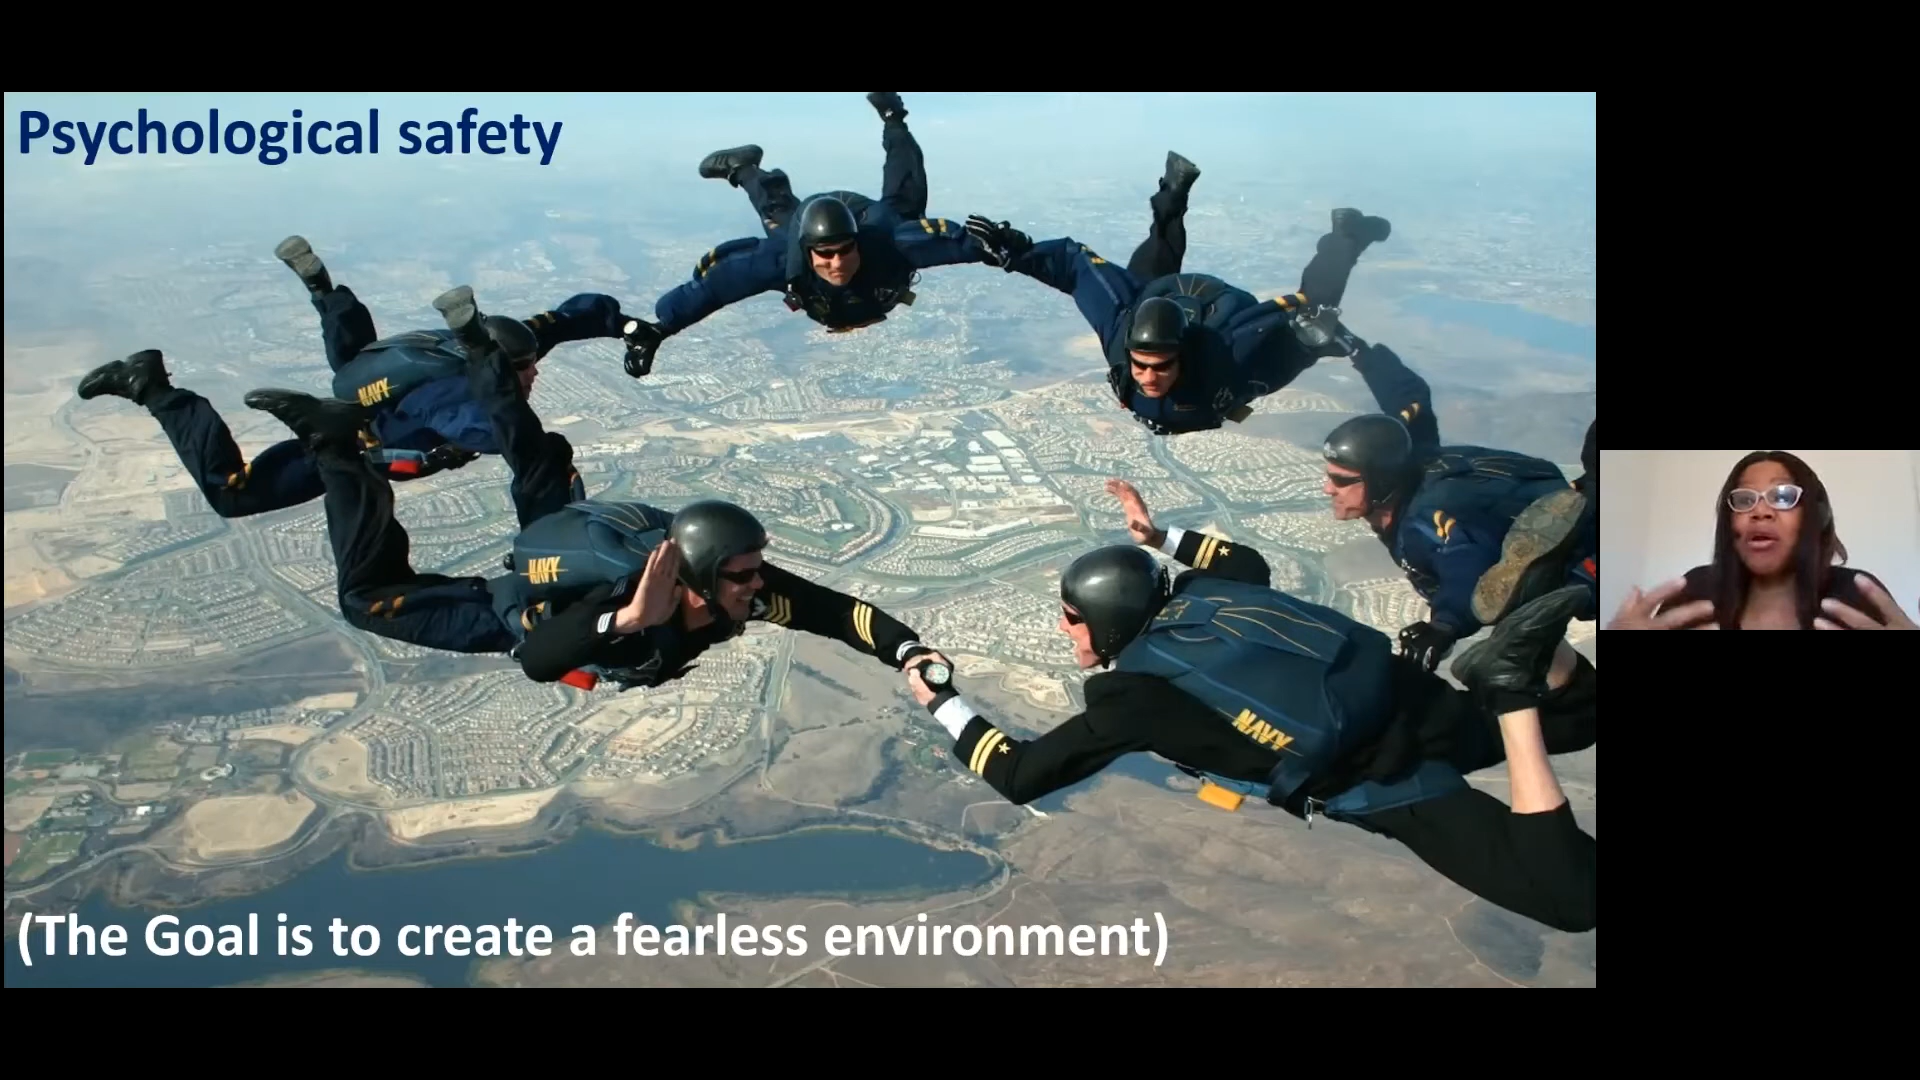 Psychological safety
NAVY
NAVY
NAVY
(The Goal is to create a fearless environment)